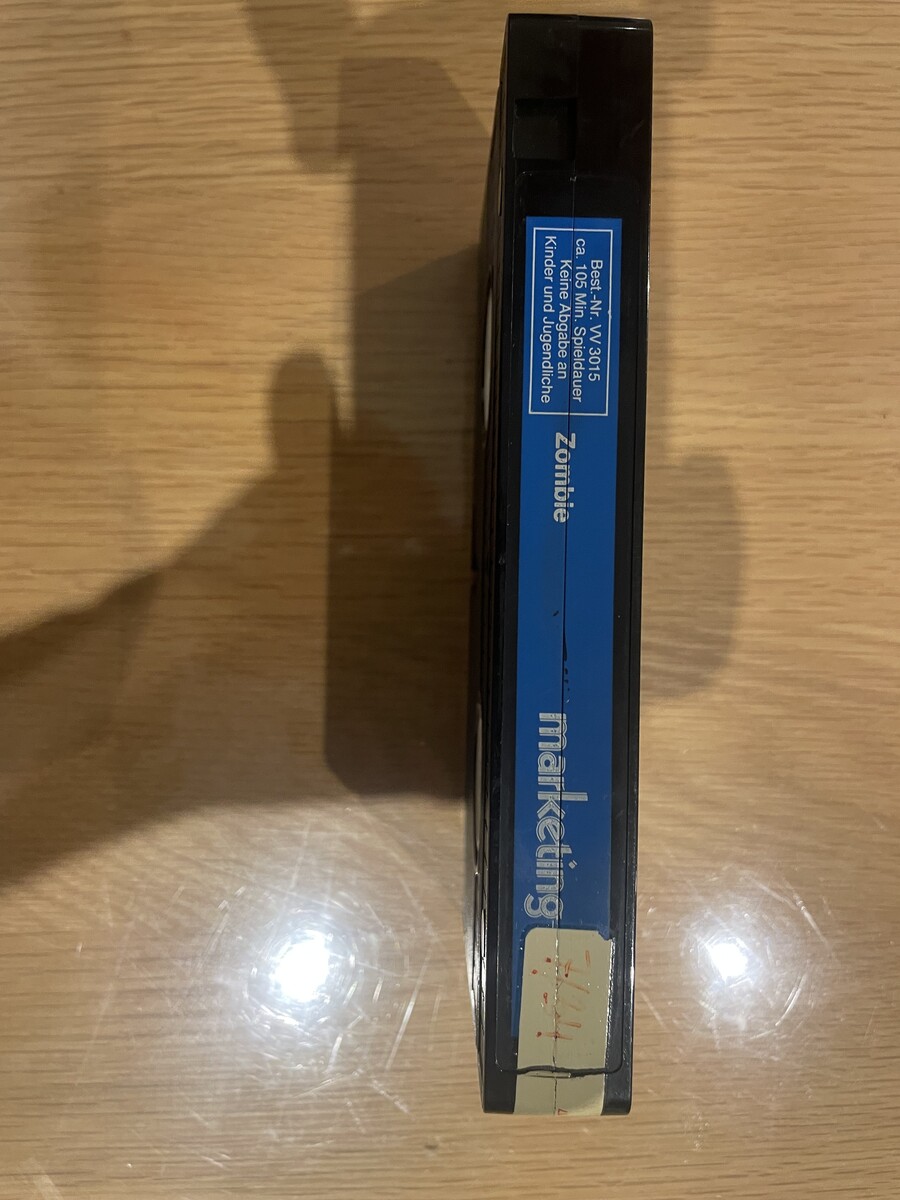 Best.-Nr. VV 3015
ca. 105 Min. Spieldauer
Keine Abgabe an
Kinder und Jugendliche
Zombie
marketing